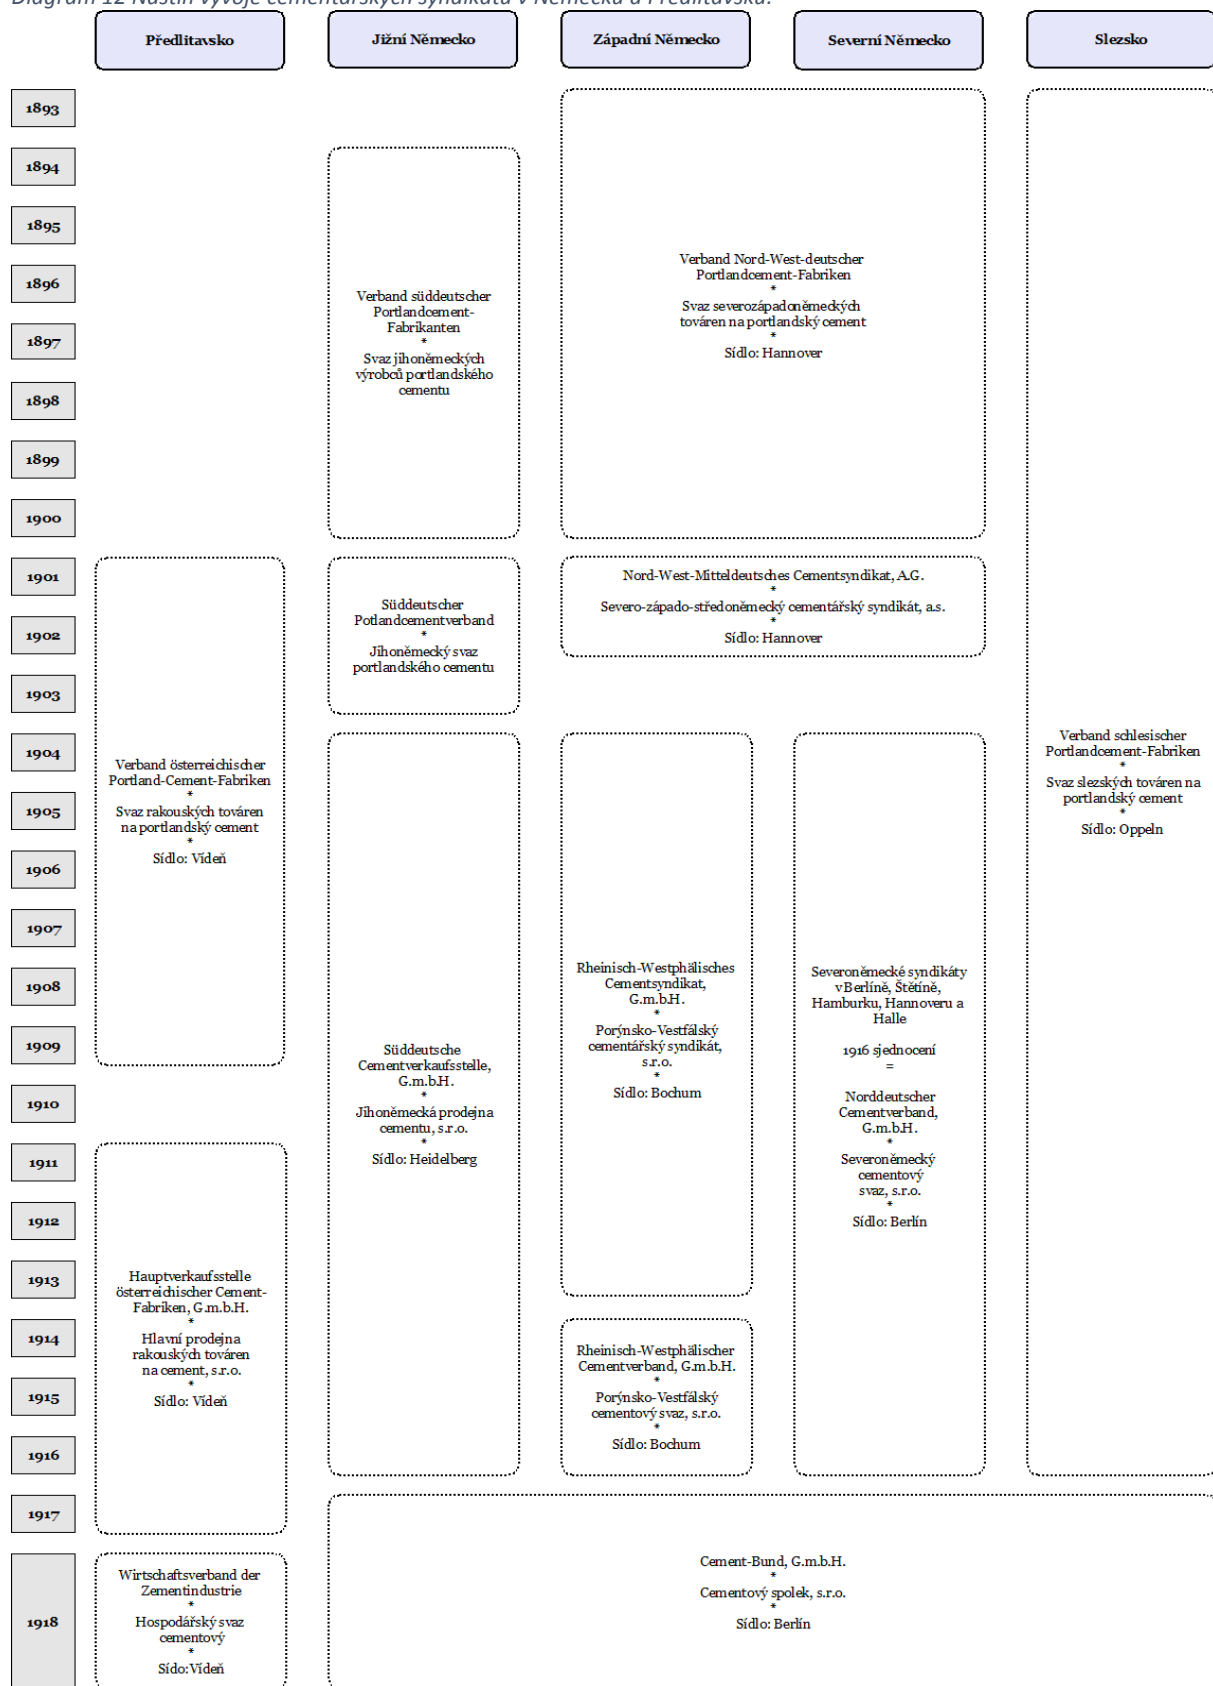 Diagram 12 Nástin vývoje cementářských syndikátů v Německu a Předlitavsku.
Předlitavsko
Jižní Německo
Západní Německo
Severní Německo
Slezsko
1893
1894
1895
1896
1897
1898
1899
1900
1901
1902
1903
1904
1905
1906
1907
1908
1909
1910
1911
1912
1913
1914
1915
1916
1917
1918
Verband österreichischer
Portland-Cement-Fabriken
*
Svaz rakouských továren
na portlandský cement
*
Sídlo: Vídeň
Hauptverkaufsstelle
österreichischer Cement-
Fabriken, G.m.b.H.
*
Hlavní prodejna
rakouských továren
na cement, s.r.o.
*
Sídlo: Vídeň
Wirtschaftsverband der
Zementindustrie
*
Hospodářský svaz
cementový
*
Sído:Vídeň
Verband süddeutscher
Portlandcement-
Fabrikanten
*
Svaz jihoněmeckých
výrobců portlandského
cementu
Süddeutscher
Potlandcementverband
*
Jihoněmecký svaz
portlandského cementu
Süddeutsche
Cementverkaufsstelle,
G.m.b.H.
*
Jihoněmecká prodejna
cementu, s.r.o.
*
Sídlo: Heidelberg
Verband Nord-West-deutscher
Portlandcement-Fabriken
*
Svaz severozápadoněmeckých
továren na portlandský cement
*
Sídlo: Hannover
Nord-West-Mitteldeutsches Cementsyndikat, A.G.
*
Severo-západo-středoněmecký cementářský syndikát, a.s.
*
Sídlo: Hannover
Rheinisch-Westphälisches
Cementsyndikat,
G.m.b.H.
*
Porýnsko-Vestfálský
cementářský syndikát,
s.r.o.
*
Sídlo: Bochum
Rheinisch-Westphälischer
Cementverband, G.m.b.H.
*
Porýnsko-Vestfálský
cementový svaz, s.r.o.
*
Sídlo: Bochum
Severoněmecké syndikáty
v Berlíně, Štětíně,
Hamburku, Hannoveru a
Halle
1916 sjednocení
=
Norddeutscher
Cementverband,
G.m.b.H.
*
Severoněmecký
cementový
svaz, s.r.o.
*
Sídlo: Berlín
Verband schlesischer
Portlandcement-Fabriken
*
Svaz slezských továren na
portlandský cement
*
Sídlo: Oppeln
Cement-Bund, G.m.b.H.
*
Cementový spolek, s.r.o.
*
Sídlo: Berlín